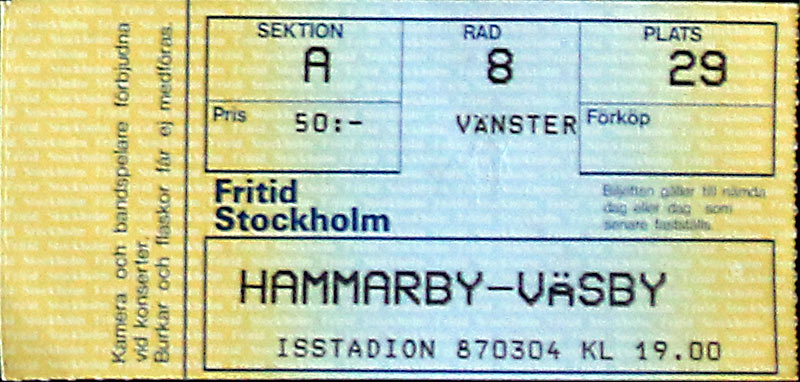 Kamera och bandspelare förbjudna
vid konserter.
Burkar och flaskor får ej medföras.
SEKTION RAD PLATS
A 8 29
Pris 50:- VÄNSTER Förköp
Fritid
Stockholm
Biljetten gäller till nämda
dag eller dag som
senare fastställs.
HAMMARBY-VÄSBY
ISSTADION 870304 KL 19.00